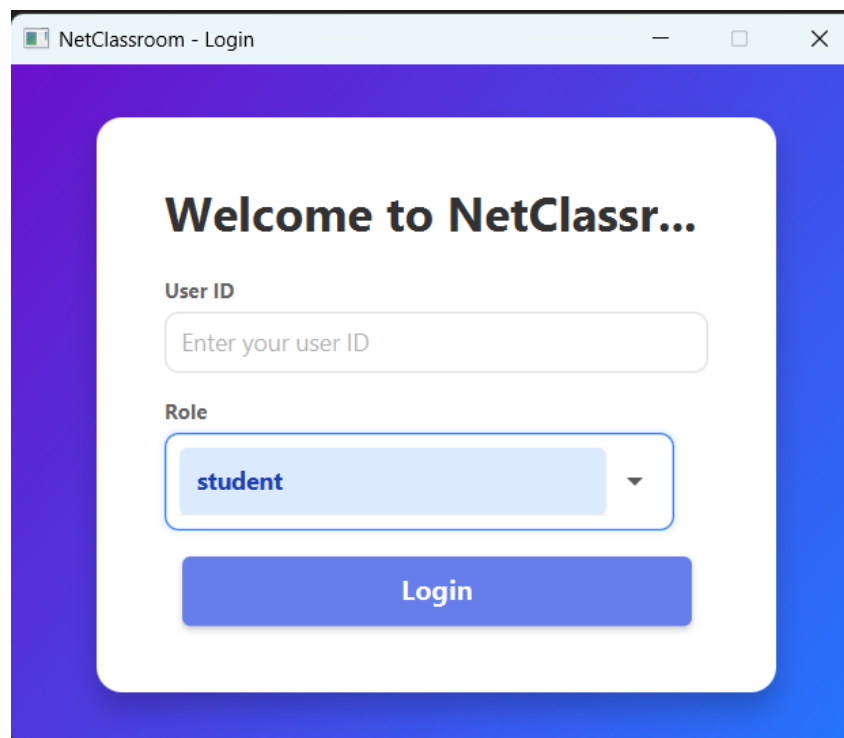 NetClassroom - Login
Welcome to NetClassr...
User ID
Enter your user ID
Role
student
Login